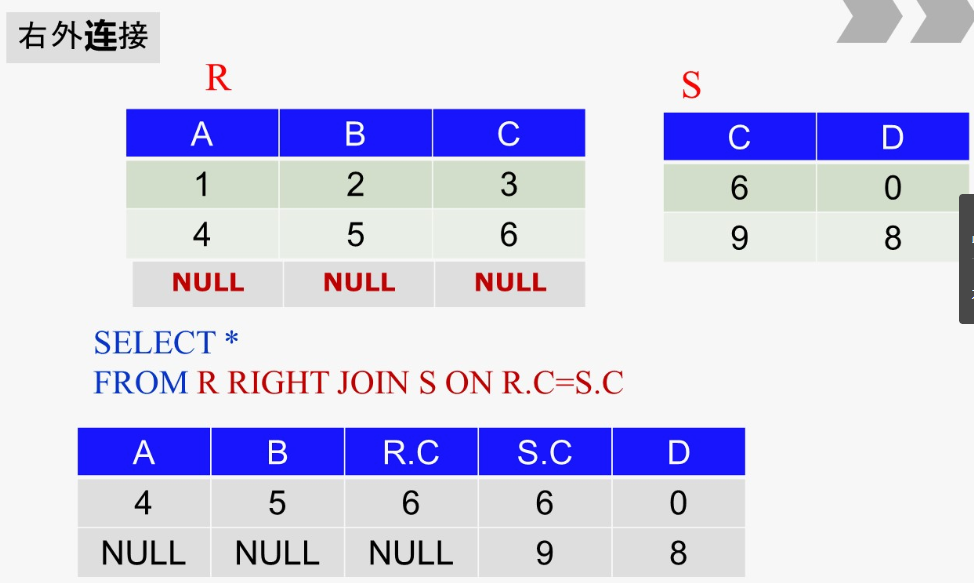 右外连接
R
S
A B C
1 2 3
4 5 6
NULL NULL NULL
C D
6 0
9 8
SELECT *
FROM R RIGHT JOIN S ON R.C=S.C
A B R.C S.C D
4 5 6 6 0
NULL NULL NULL 9 8